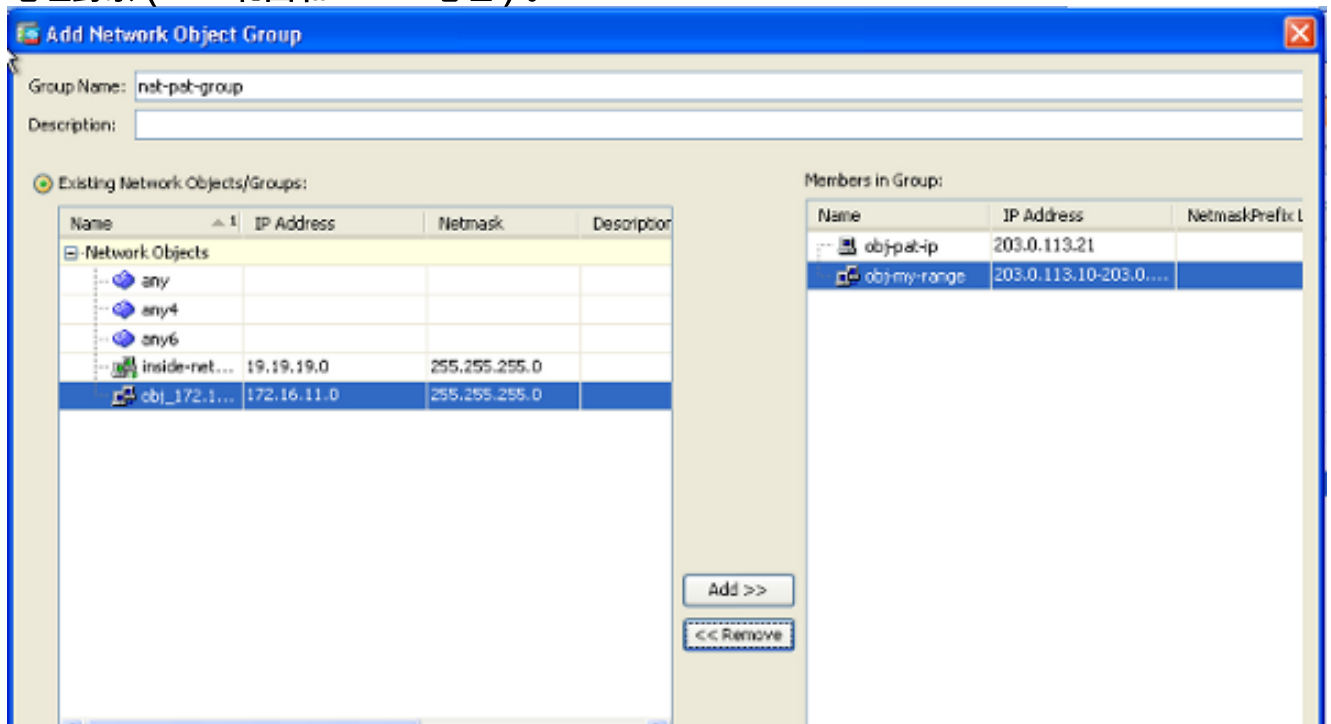 Add Network Object Group
Group Name: nat-pat-group
Description:
Existing Network Objects/Groups:
Name 1 IP Address Netmask Description
Network Objects
any
any4
any6
inside-net... 19.19.19.0 255.255.255.0
obj_172.1... 172.16.11.0 255.255.255.0
Add >>
<< Remove
Members in Group:
Name IP Address NetmaskPrefix L
obj-pat-ip 203.0.113.21
obj-my-range 203.0.113.10-203.0....